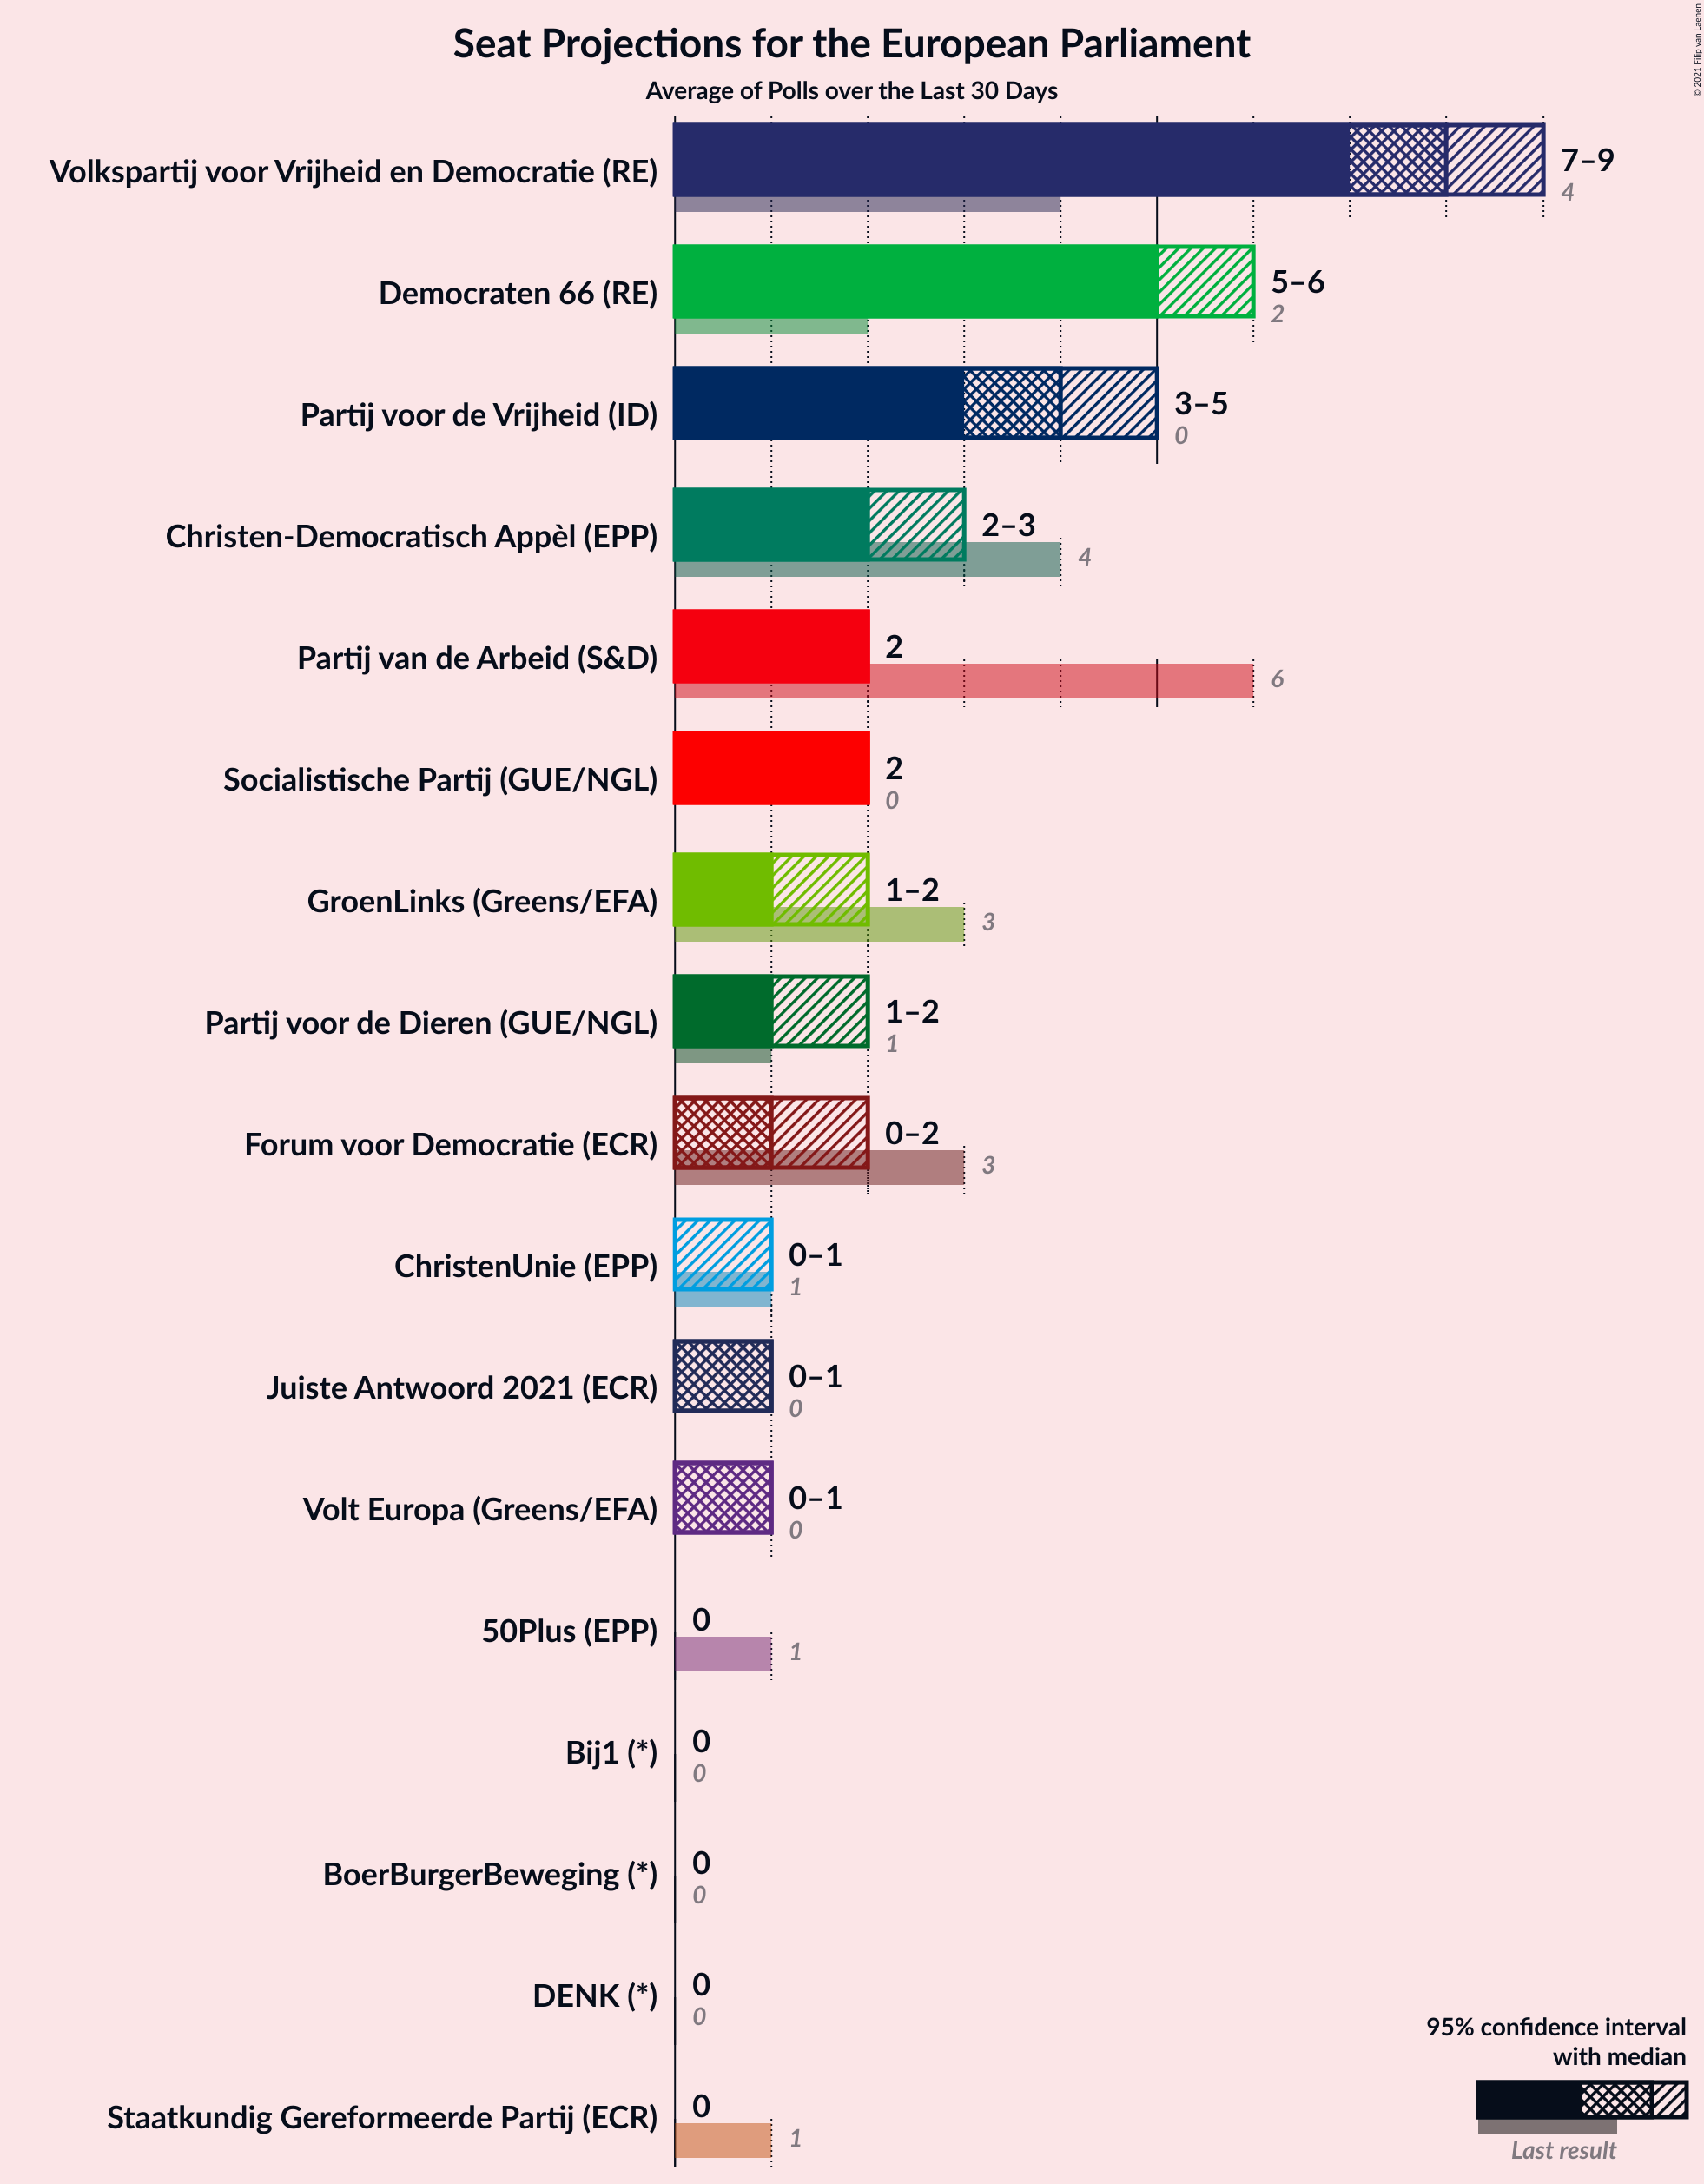 Seat Projections for the European Parliament
Average of Polls over the Last 30 Days
© 2021 Filip van Laenen
Volkspartij voor Vrijheid en Democratie (RE)
7–9
4
Democraten 66 (RE)
5–6
2
Partij voor de Vrijheid (ID)
3–5
0
Christen-Democratisch Appèl (EPP)
2–3
4
Partij van de Arbeid (S&D)
2
6
Socialistische Partij (GUE/NGL)
2
0
GroenLinks (Greens/EFA)
1–2
3
Partij voor de Dieren (GUE/NGL)
1–2
1
Forum voor Democratie (ECR)
0–2
3
ChristenUnie (EPP)
0–1
1
Juiste Antwoord 2021 (ECR)
0–1
0
Volt Europa (Greens/EFA)
0–1
0
50Plus (EPP)
0
1
Bij1 (*)
0
0
BoerBurgerBeweging (*)
0
0
DENK (*)
0
0
Staatkundig Gereformeerde Partij (ECR)
0
1
95% confidence interval
with median
Last result